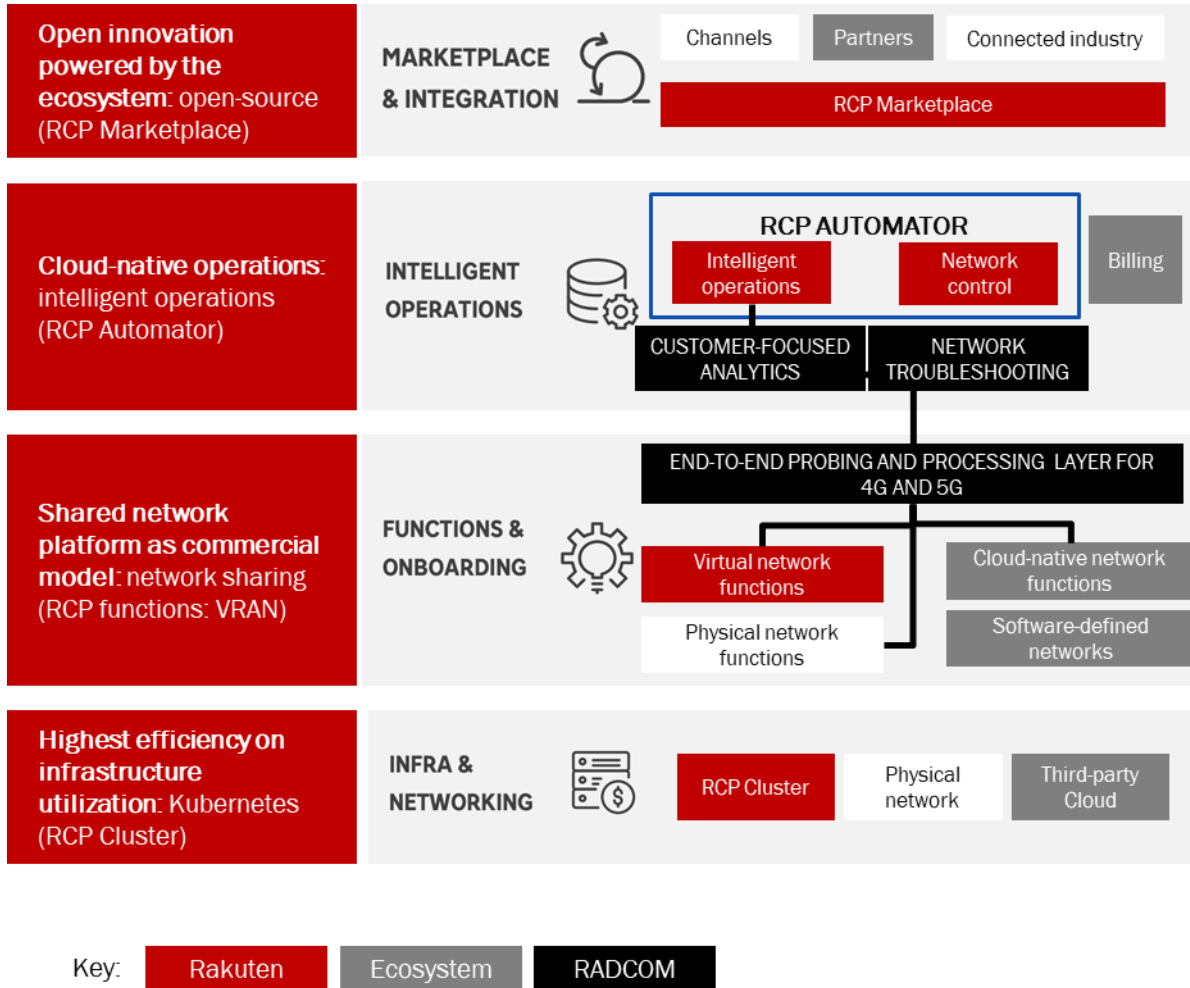 Open innovation
powered by the
ecosystem: open-source
(RCP Marketplace)
MARKETPLACE
& INTEGRATION
Channels
Partners
Connected industry
RCP Marketplace
Cloud-native operations:
intelligent operations
(RCP Automator)
INTELLIGENT
OPERATIONS
RCP AUTOMATOR
Intelligent
operations
Network
control
Billing
CUSTOMER-FOCUSED
ANALYTICS
NETWORK
TROUBLESHOOTING
Shared network
platform as commercial
model: network sharing
(RCP functions: VRAN)
FUNCTIONS &
ONBOARDING
END-TO-END PROBING AND PROCESSING LAYER FOR
4G AND 5G
Virtual network
functions
Cloud-native network
functions
Physical network
functions
Software-defined
networks
Highest efficiency on
infrastructure
utilization: Kubernetes
(RCP Cluster)
INFRA &
NETWORKING
RCP Cluster
Physical
network
Third-party
Cloud
Key:
Rakuten
Ecosystem
RADCOM